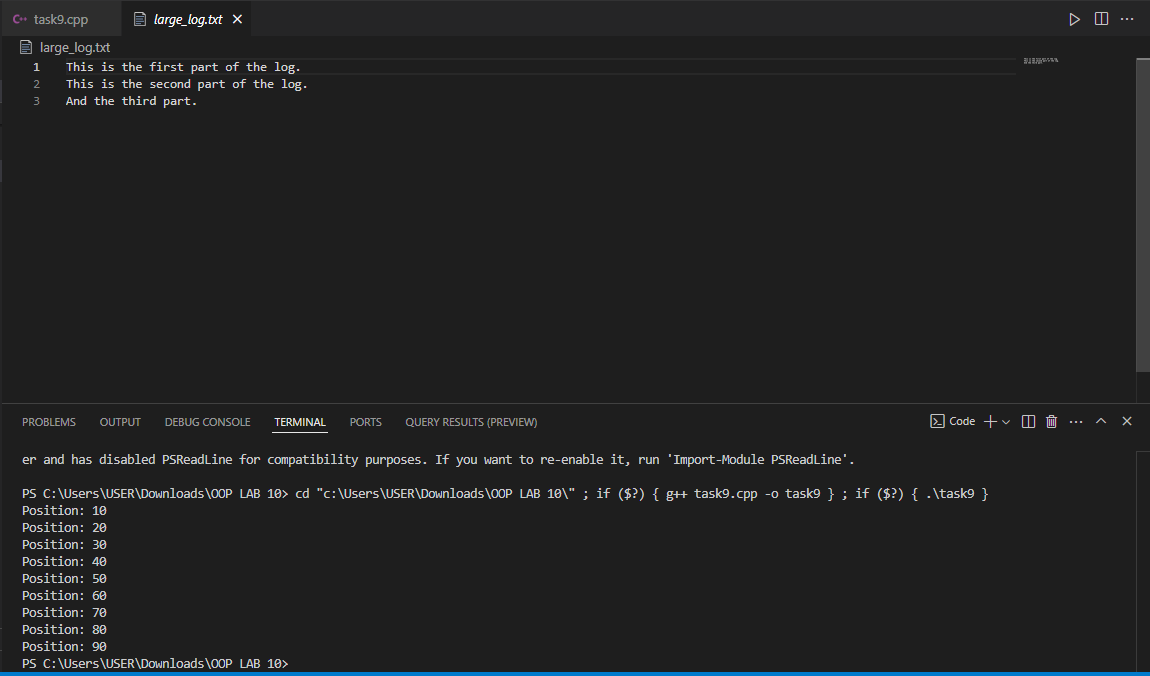 C++ task9.cpp large_log.txt
large_log.txt
1 This is the first part of the log.
2 This is the second part of the log.
3 And the third part.
PROBLEMS OUTPUT DEBUG CONSOLE TERMINAL PORTS QUERY RESULTS (PREVIEW) Code
er and has disabled PSReadLine for compatibility purposes. If you want to re-enable it, run 'Import-Module PSReadLine'.
PS C:\Users\USER\Downloads\OOP LAB 10> cd "c:\Users\USER\Downloads\OOP LAB 10\" ; if ($?) { g++ task9.cpp -o task9 } ; if ($?) { .\task9 }
Position: 10
Position: 20
Position: 30
Position: 40
Position: 50
Position: 60
Position: 70
Position: 80
Position: 90
PS C:\Users\USER\Downloads\OOP LAB 10>